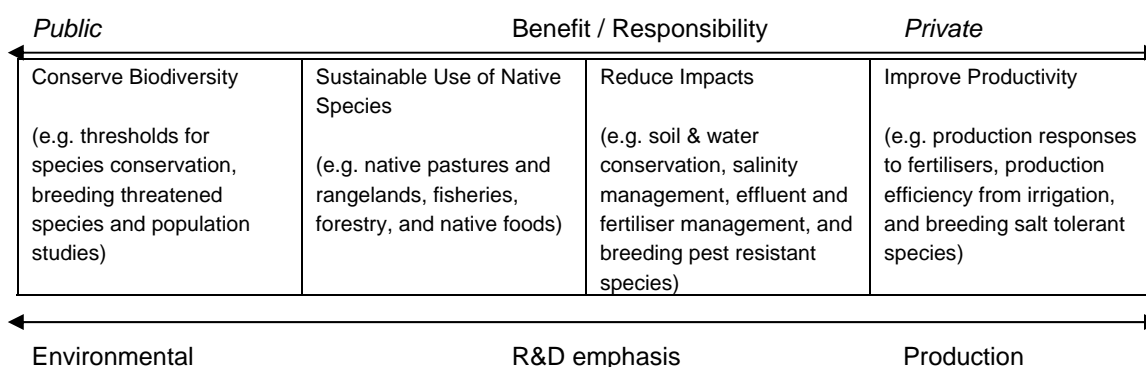 Public Benefit / Responsibility Private
Conserve Biodiversity
(e.g. thresholds for
species conservation,
breeding threatened
species and population
studies)
Sustainable Use of Native
Species
(e.g. native pastures and
rangelands, fisheries,
forestry, and native foods)
Reduce Impacts
(e.g. soil & water
conservation, salinity
management, effluent and
fertiliser management, and
breeding pest resistant
species)
Improve Productivity
(e.g. production responses
to fertilisers, production
efficiency from irrigation,
and breeding salt tolerant
species)
Environmental R&D emphasis Production